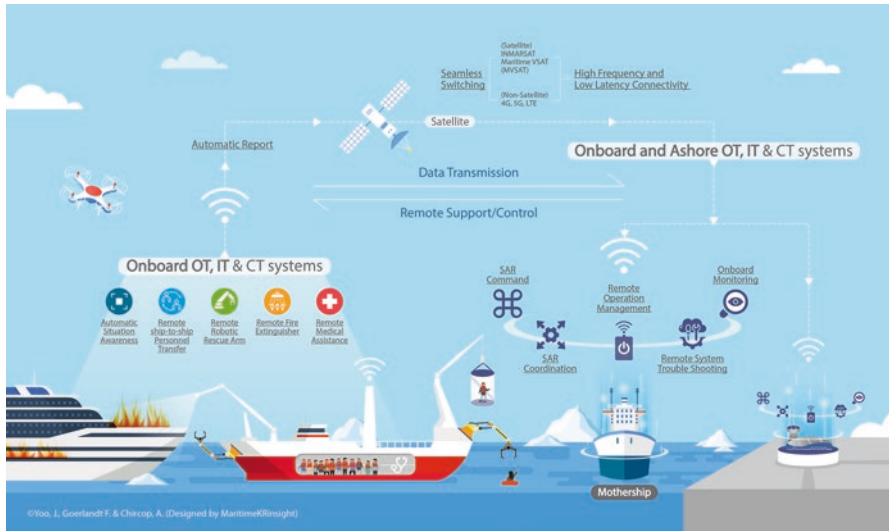 (Satellite)
INMARSAT
Maritime VSAT
(MVSAT)
Seamless
Switching
High Frequency and
Low Latency Connectivity
(Non-Satellite)
4G, 5G, LTE
Satellite
Automatic Report
Onboard and Ashore OT, IT & CT systems
Data Transmission
Remote Support/Control
Onboard OT, IT & CT systems
Automatic
Situation
Awareness
Remote
ship-to-ship
Personnel
Transfer
Remote
Robotic
Rescue Arm
Remote Fire
Extinguisher
Remote
Medical
Assistance
SAR
Command
SAR
Coordination
Remote
Operation
Management
Remote System
Trouble Shooting
Onboard
Monitoring
Mothership
©Yoo, J., Goerlandt F. & Chircop, A. (Designed by MaritimeKRinsight)